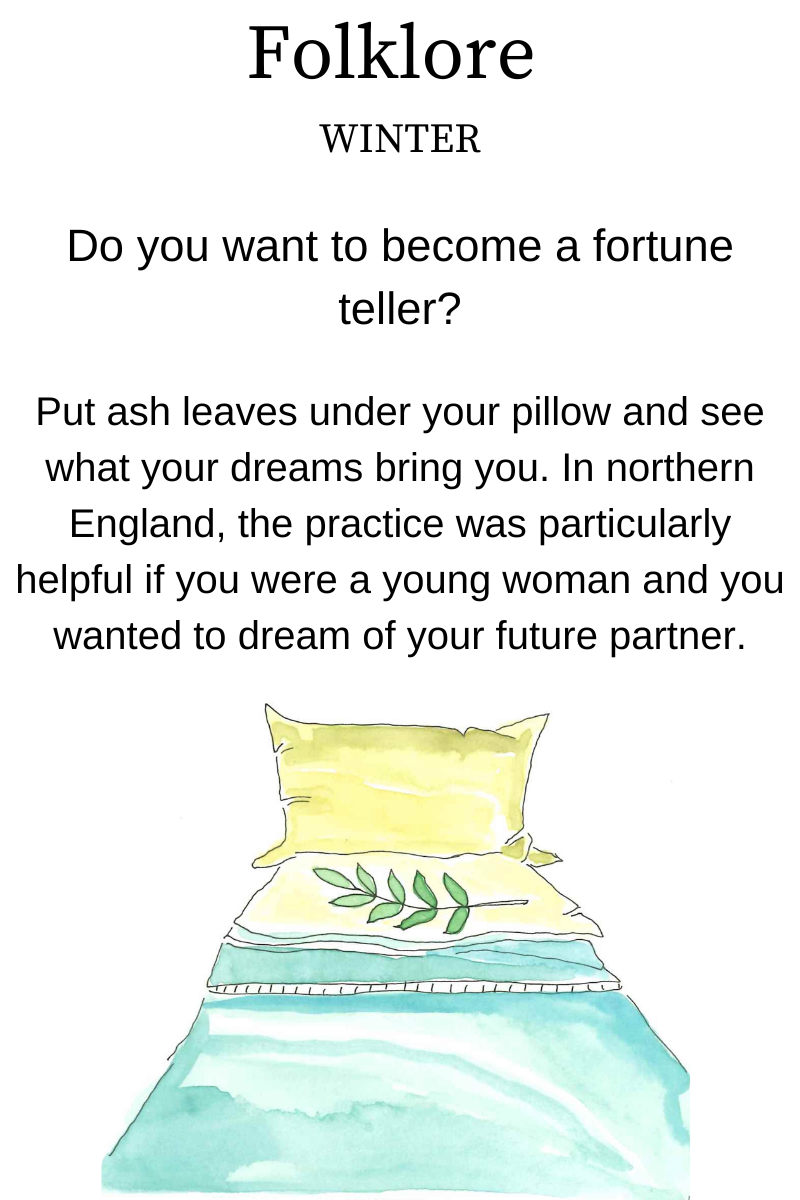 Folklore
WINTER
Do you want to become a fortune
teller?
Put ash leaves under your pillow and see
what your dreams bring you. In northern
England, the practice was particularly
helpful if you were a young woman and you
wanted to dream of your future partner.